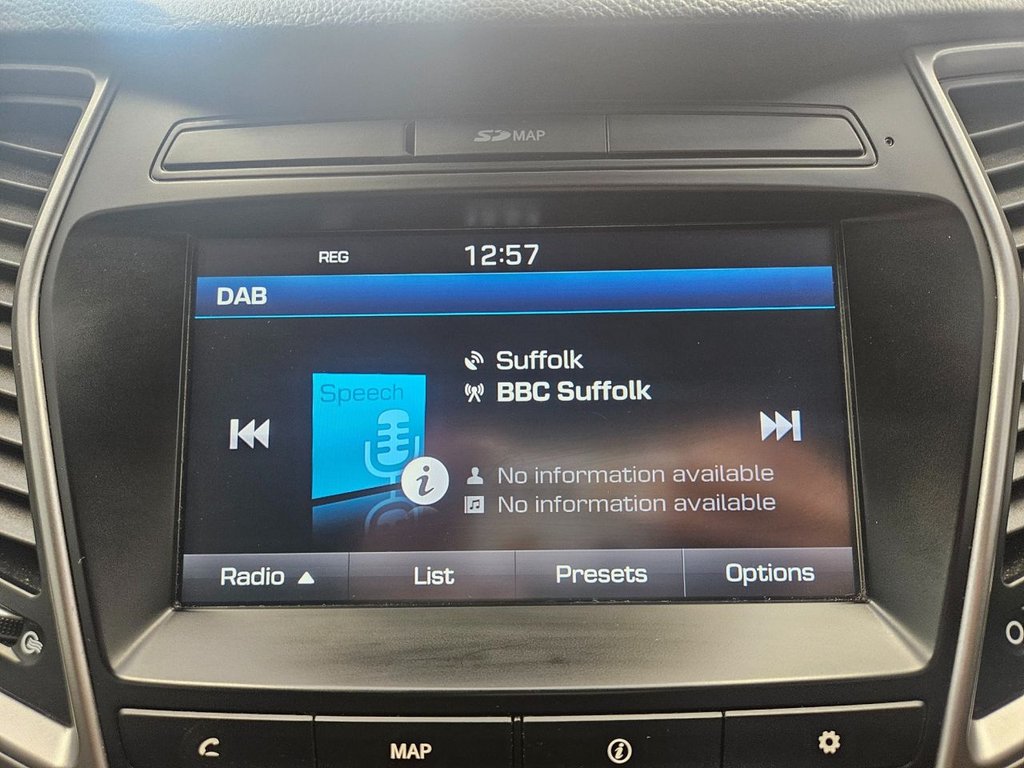 SD MAP
REG 12:57
DAB
Suffolk
Speech
BBC Suffolk
No information available
No information available
Radio List Presets Options
MAP